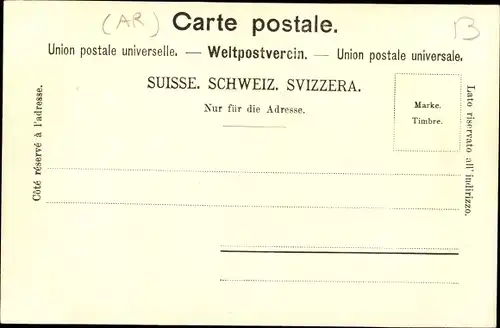 (AR)
Carte postale.
B
Union postale universelle. — Weltpostverein. — Union postale universale.
SUISSE. SCHWEIZ. SVIZZERA.
Nur für die Adresse.
Marke.
Timbre.
Côté réservé à l'adresse.
Lato riservato all' indirizzo.